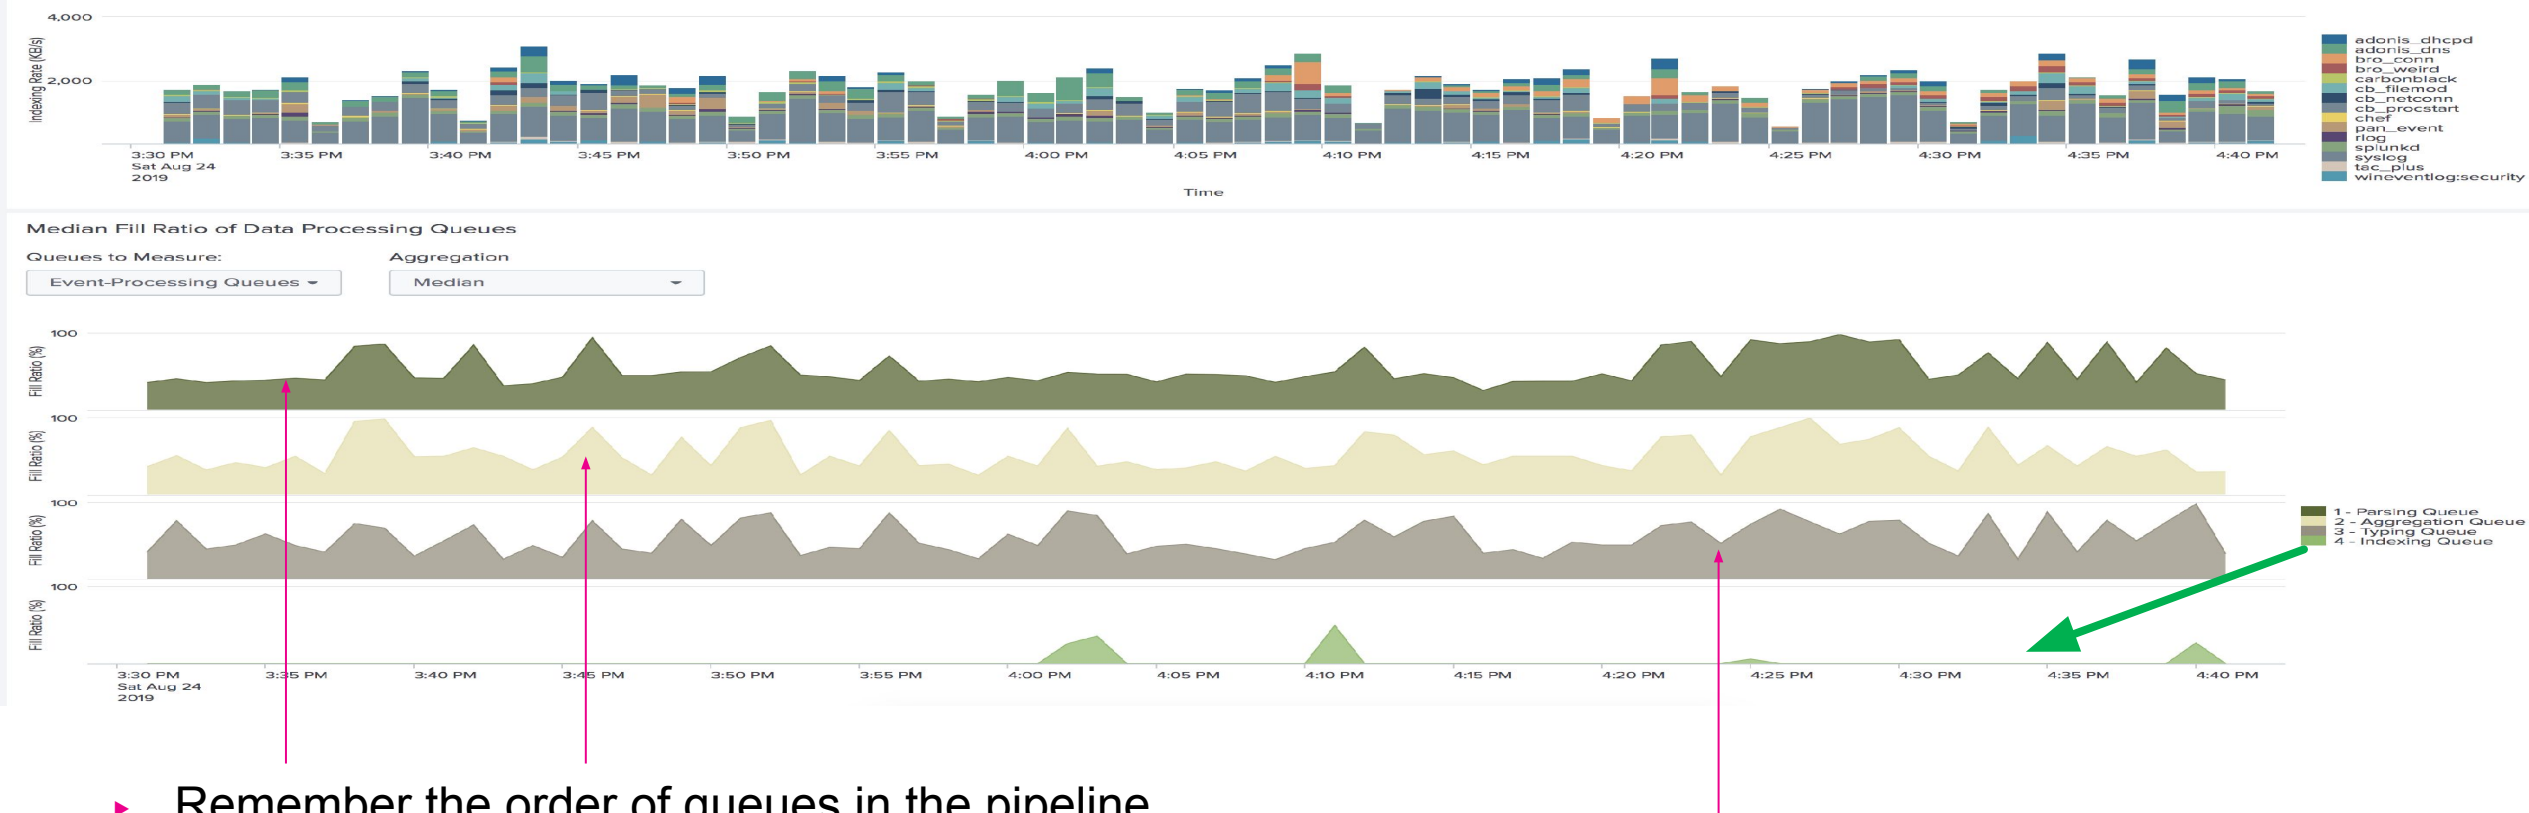 4,000
2,000
Indexing Rate (KB/s)
3:30 PM 3:35 PM 3:40 PM 3:45 PM 3:50 PM 3:55 PM 4:00 PM 4:05 PM 4:10 PM 4:15 PM 4:20 PM 4:25 PM 4:30 PM 4:35 PM 4:40 PM
Sat Aug 24
2019
Time
adonis_dhcpd
adonis_dns
bro_conn
bro_weird
carbonblack
cb_filemod
cb_netconn
cb_procstart
chef
pan_event
rlog
splunkd
syslog
tac_plus
wineventlog:security
Median Fill Ratio of Data Processing Queues
Queues to Measure: Aggregation
Event-Processing Queues Median
100
Fill Ratio (%)
100
Fill Ratio (%)
100
Fill Ratio (%)
100
Fill Ratio (%)
1 - Parsing Queue
2 - Aggregation Queue
3 - Typing Queue
4 - Indexing Queue
3:30 PM 3:35 PM 3:40 PM 3:45 PM 3:50 PM 3:55 PM 4:00 PM 4:05 PM 4:10 PM 4:15 PM 4:20 PM 4:25 PM 4:30 PM 4:35 PM 4:40 PM
Sat Aug 24
2019
Remember the order of queues in the pipeline